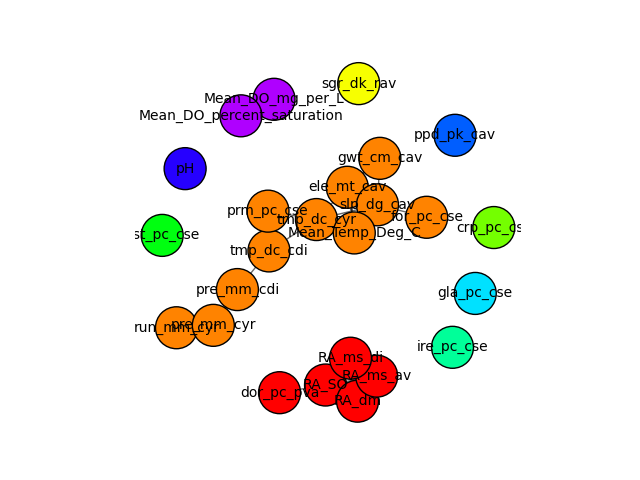 sgr_dk_rav
Mean_DO_mg_per_L
Mean_DO_percent_saturation
ppd_pk_cav
gwt_cm_cav
pH
ele_mt_cav
slp_dg_cav
prm_pc_cse
for_pc_cse
tmp_dc_cyr
crp_pc_cs
Mean_Temp_Deg_C
st_pc_cse
tmp_dc_cdi
pre_mm_cdi
gla_pc_cse
pre_mm_cyr
run_mm_cyr
ire_pc_cse
RA_ms_di
RA_ms_av
RA_SO
dor_pc_pva
RA_dm